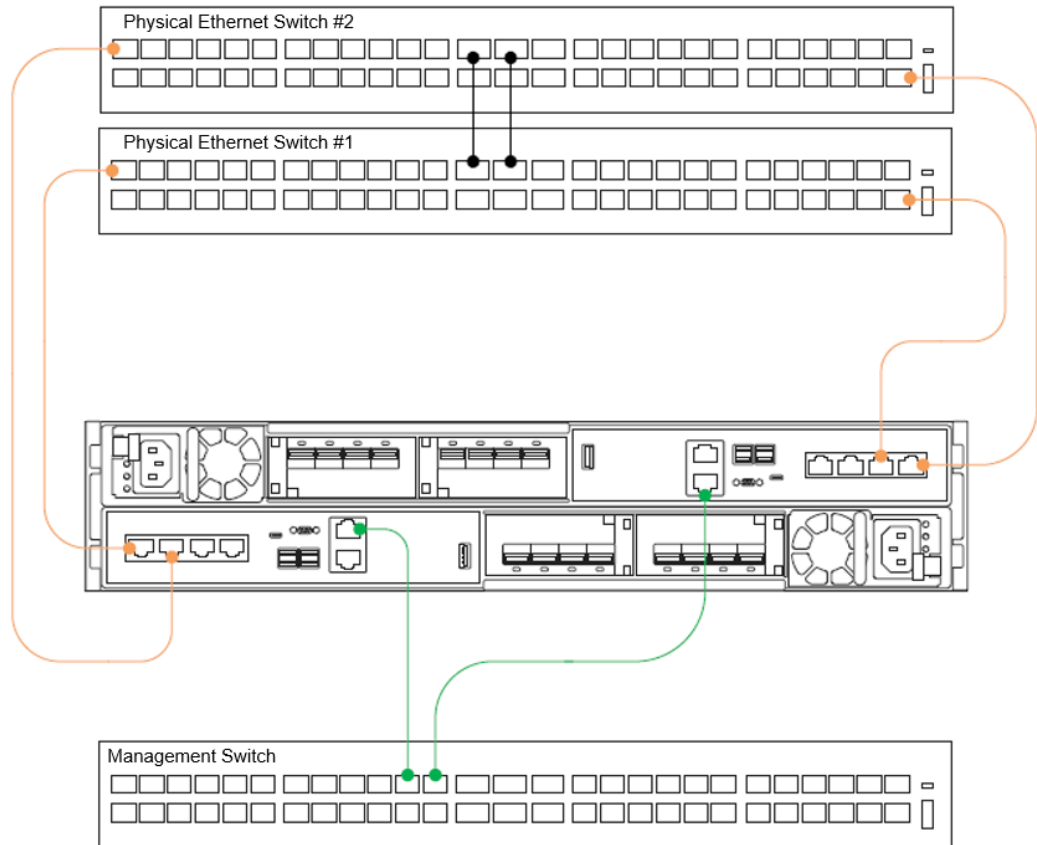 Physical Ethernet Switch #2
Physical Ethernet Switch #1
Management Switch